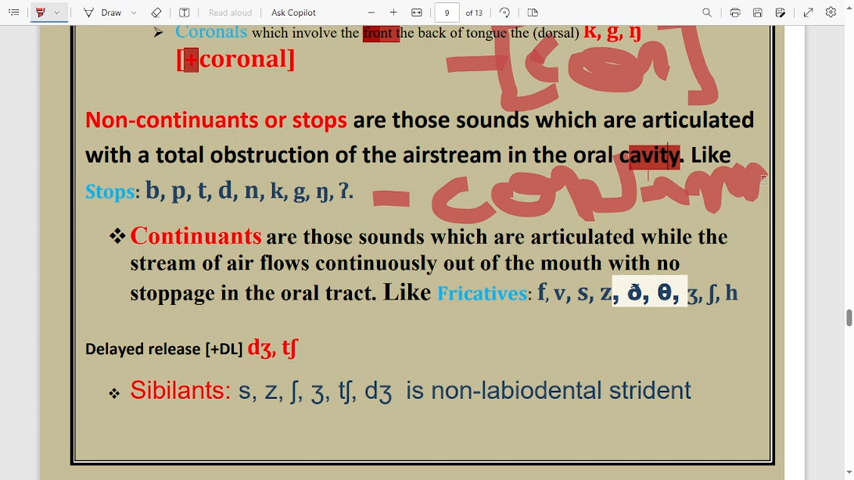 Draw
Read aloud
Ask Copilot
9 of 13
➤ Coronals which involve the front the back of tongue the (dorsal) k, g, ŋ
[+coronal]
-[cor]
Non-continuants or stops are those sounds which are articulated
with a total obstruction of the airstream in the oral cavity. Like
Stops: b, p, t, d, n, k, g, ŋ, ʔ.
❖ Continuants are those sounds which are articulated while the
stream of air flows continuously out of the mouth with no
stoppage in the oral tract. Like Fricatives: f, v, s, z, ð, θ, ʒ, ʃ, h
Delayed release [+DL] dʒ, tʃ
❖ Sibilants: s, z, ʃ, ʒ, tʃ, dʒ is non-labiodental strident